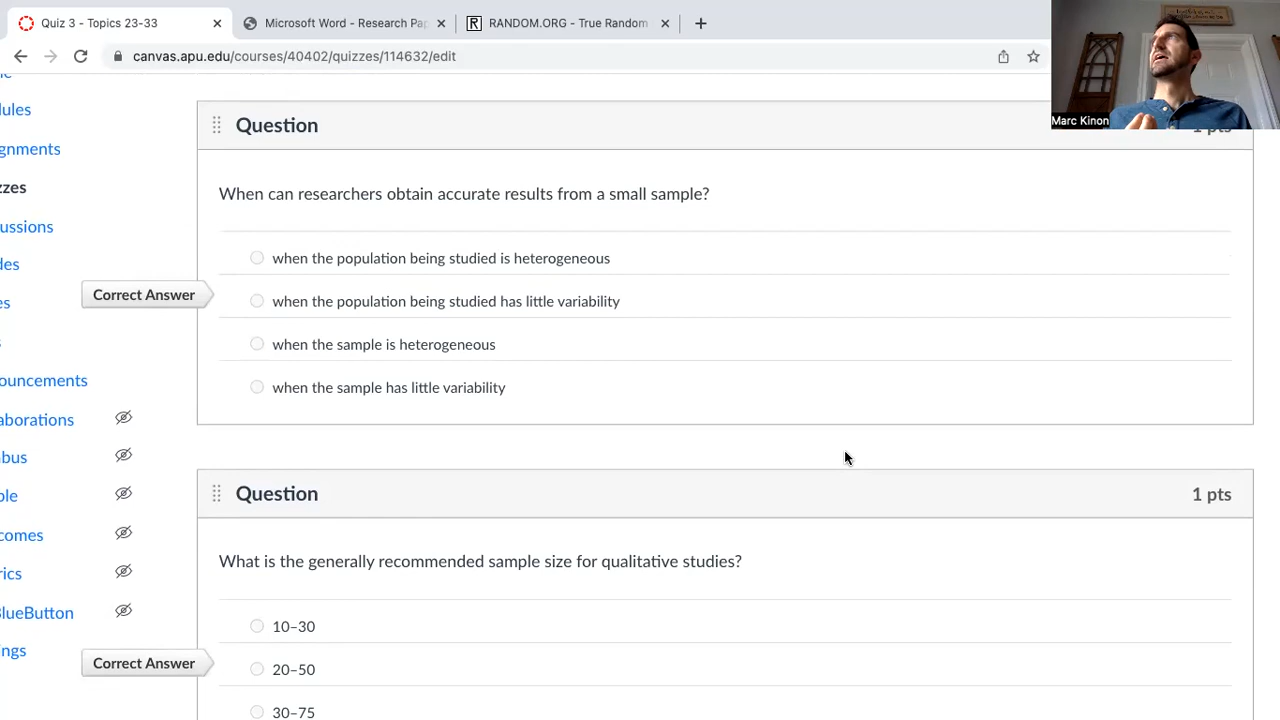 Quiz 3 - Topics 23-33
Microsoft Word - Research Pap
RANDOM.ORG - True Random
canvas.apu.edu/courses/40402/quizzes/114632/edit
Marc Kinon
dules
gnments
zzes
ussions
des
es
s
ouncements
aborations
bus
ble
comes
rics
BlueButton
ngs
Question
1 pts
When can researchers obtain accurate results from a small sample?
when the population being studied is heterogeneous
Correct Answer
when the population being studied has little variability
when the sample is heterogeneous
when the sample has little variability
Question
1 pts
What is the generally recommended sample size for qualitative studies?
10–30
Correct Answer
20–50
30–75